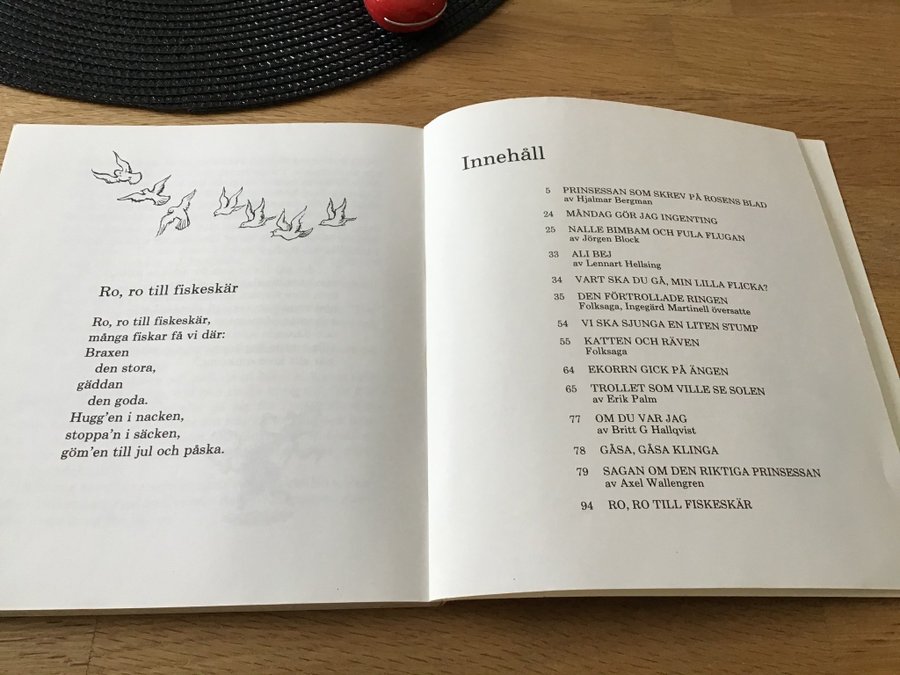 Ro, ro till fiskeskär
Ro, ro till fiskeskär,
många fiskar få vi där:
Braxen
den stora,
gäddan
den goda.
Hugg'en i nacken,
stoppa'n i säcken,
göm'en till jul och påska.
Innehåll
5 PRINSESSAN SOM SKREV PÅ ROSENS BLAD
av Hjalmar Bergman
24 MÅNDAG GÖR JAG INGENTING
25 NALLE BIMBAM OCH FULA FLUGAN
av Jörgen Block
33 ALI BEJ
av Lennart Hellsing
34 VART SKA DU GÅ, MIN LILLA FLICKA?
35 DEN FÖRTROLLADE RINGEN
Folksaga, Ingegärd Martinell översatte
54 VI SKA SJUNGA EN LITEN STUMP
55 KATTEN OCH RÄVEN
Folksaga
64 EKORRN GICK PÅ ÄNGEN
65 TROLLET SOM VILLE SE SOLEN
av Erik Palm
77 OM DU VAR JAG
av Britt G Hallqvist
78 GÅSA, GÅSA KLINGA
79 SAGAN OM DEN RIKTIGA PRINSESSAN
av Axel Wallengren
94 RO, RO TILL FISKESKÄR